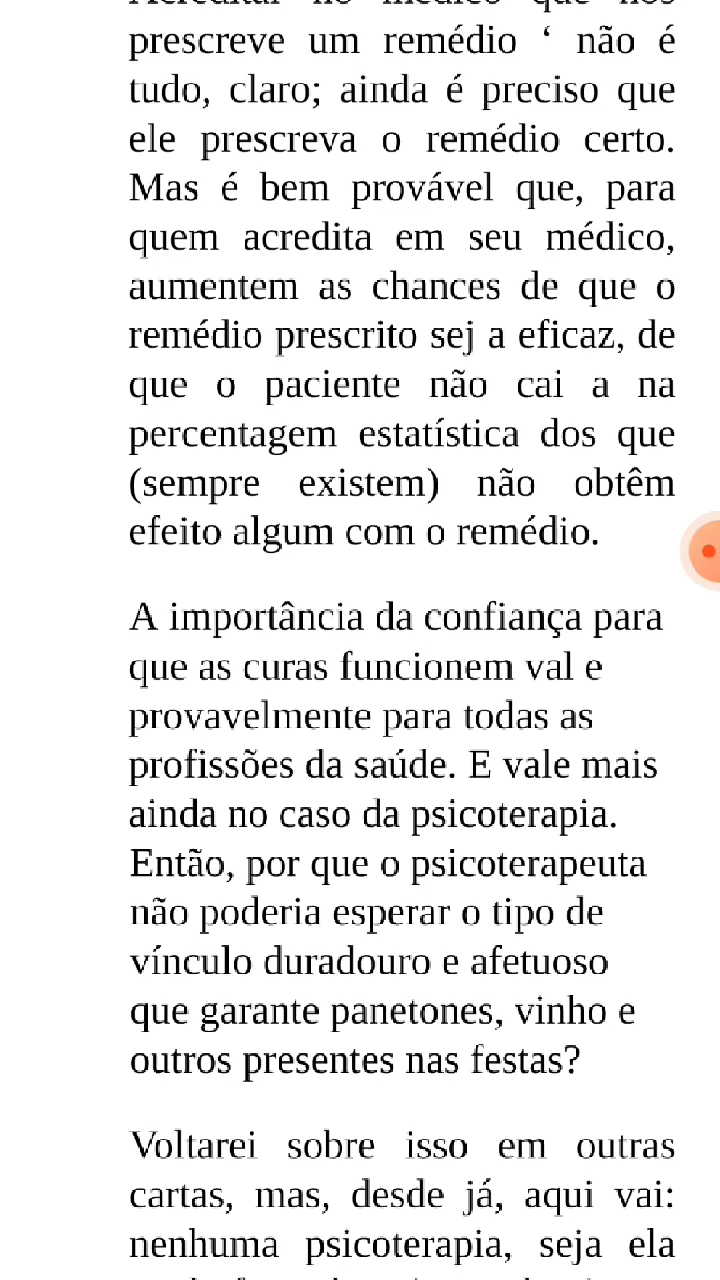 Acreditar no médico que nos
prescreve um remédio ‘ não é
tudo, claro; ainda é preciso que
ele prescreva o remédio certo.
Mas é bem provável que, para
quem acredita em seu médico,
aumentem as chances de que o
remédio prescrito sej a eficaz, de
que o paciente não cai a na
percentagem estatística dos que
(sempre existem) não obtêm
efeito algum com o remédio.
A importância da confiança para
que as curas funcionem val e
provavelmente para todas as
profissões da saúde. E vale mais
ainda no caso da psicoterapia.
Então, por que o psicoterapeuta
não poderia esperar o tipo de
vínculo duradouro e afetuoso
que garante panetones, vinho e
outros presentes nas festas?
Voltarei sobre isso em outras
cartas, mas, desde já, aqui vai:
nenhuma psicoterapia, seja ela